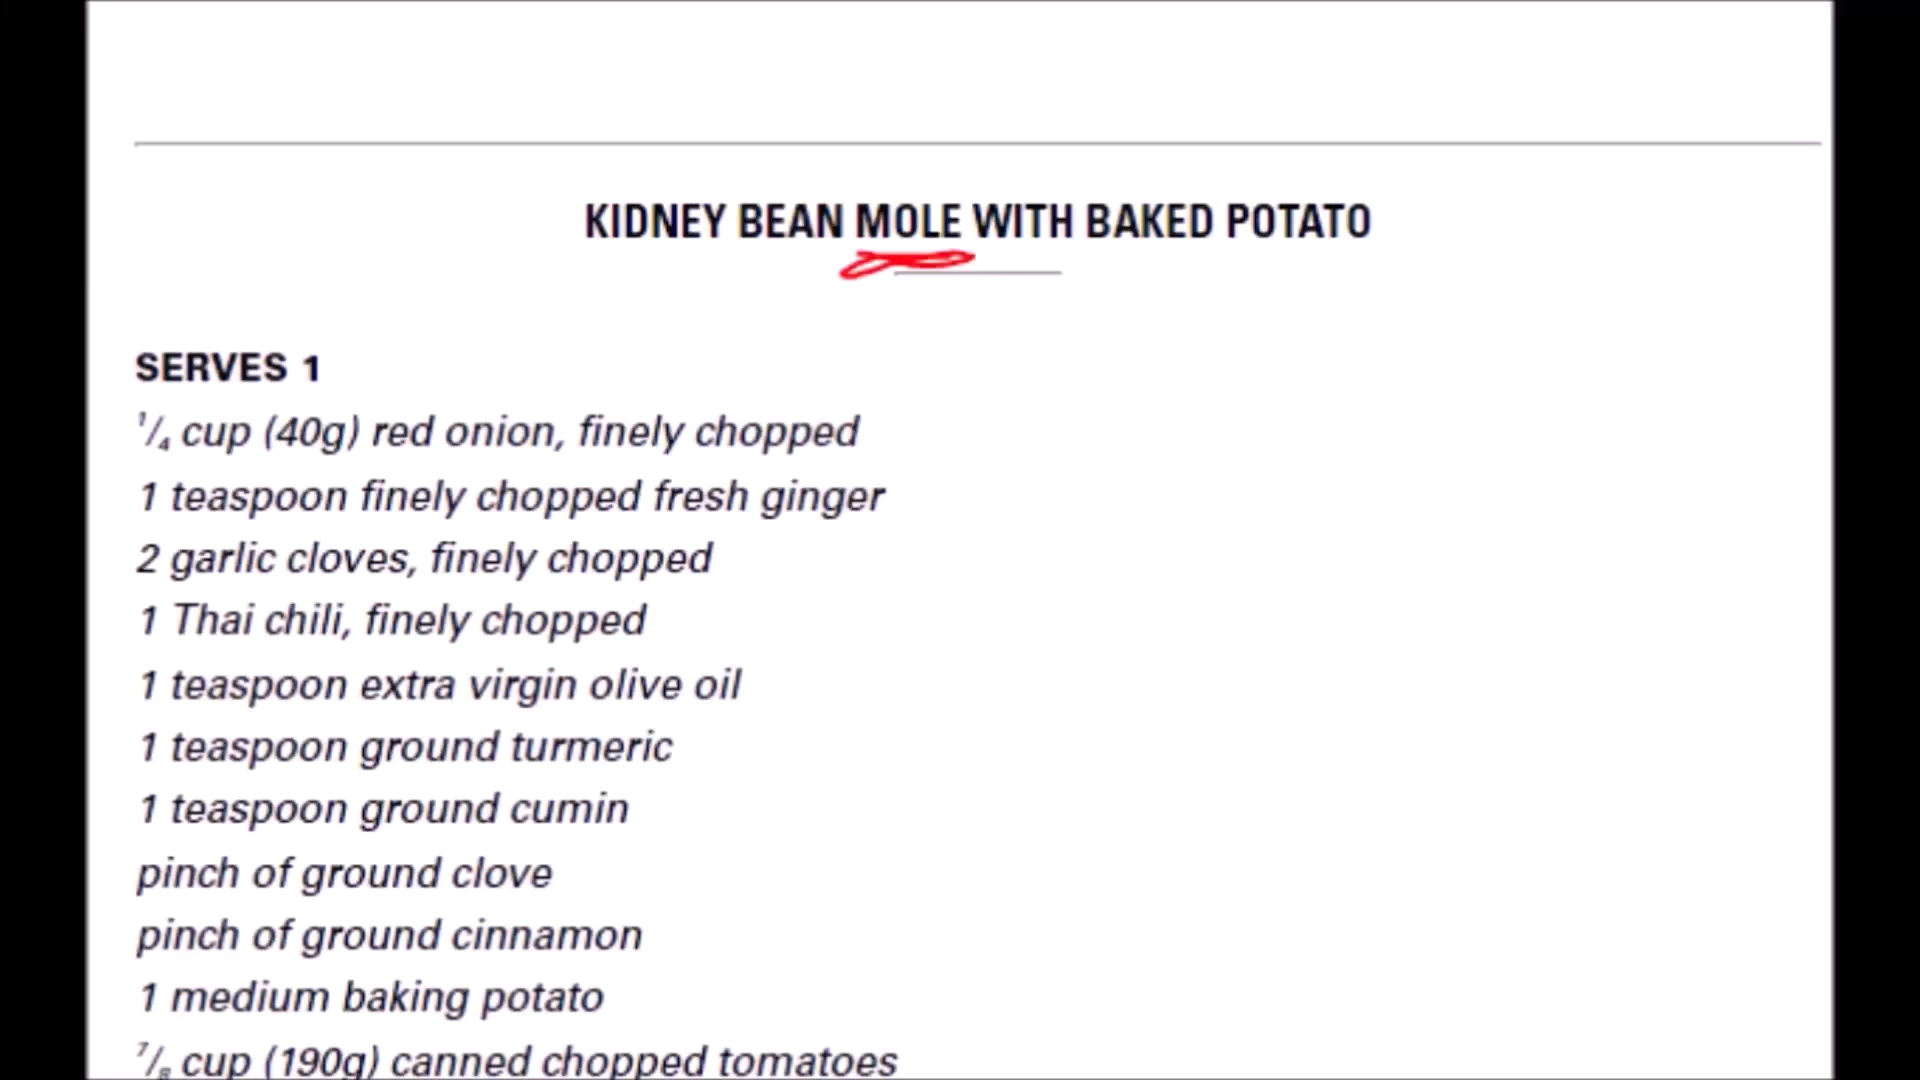 KIDNEY BEAN MOLE WITH BAKED POTATO
SERVES 1
1/4 cup (40g) red onion, finely chopped
1 teaspoon finely chopped fresh ginger
2 garlic cloves, finely chopped
1 Thai chili, finely chopped
1 teaspoon extra virgin olive oil
1 teaspoon ground turmeric
1 teaspoon ground cumin
pinch of ground clove
pinch of ground cinnamon
1 medium baking potato
7/8 cup (190g) canned chopped tomatoes